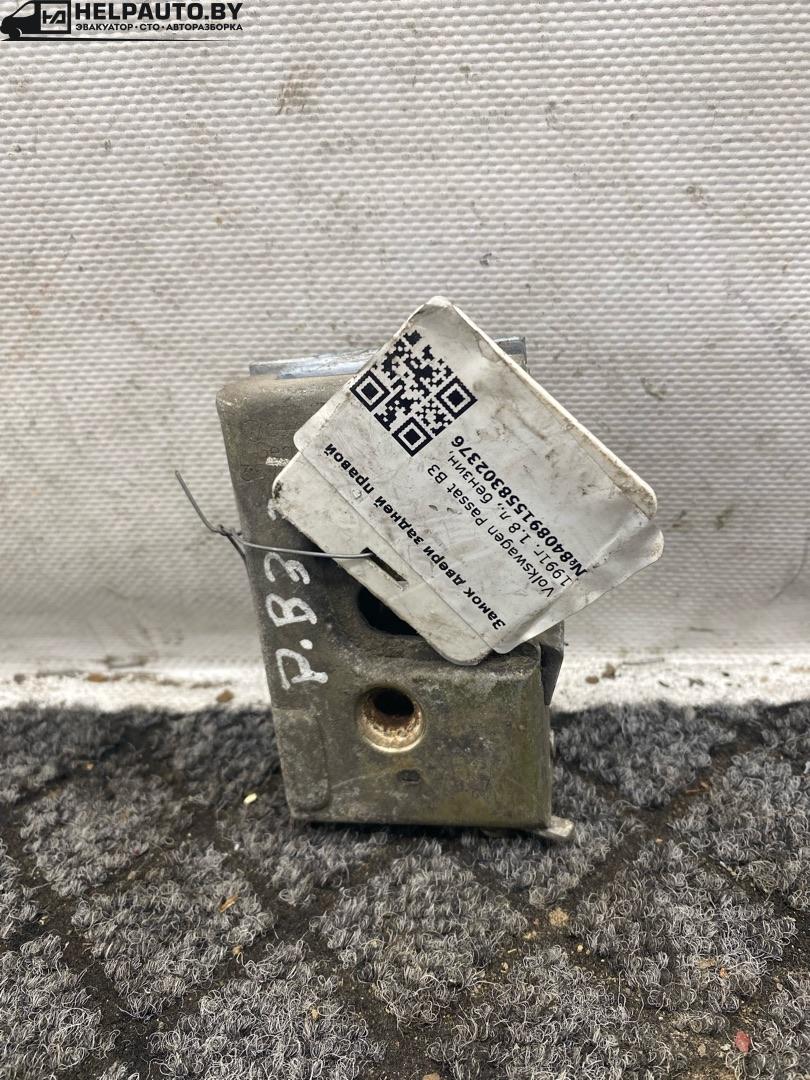 HELPAUTO.BY
ЭВАКУАТОР•СТО•АВТОРАЗБОРКА
Замок двери задней правой
Volkswagen Passat B3
1991г. 1.8 л., бензин,
№840891558302376
P.B3